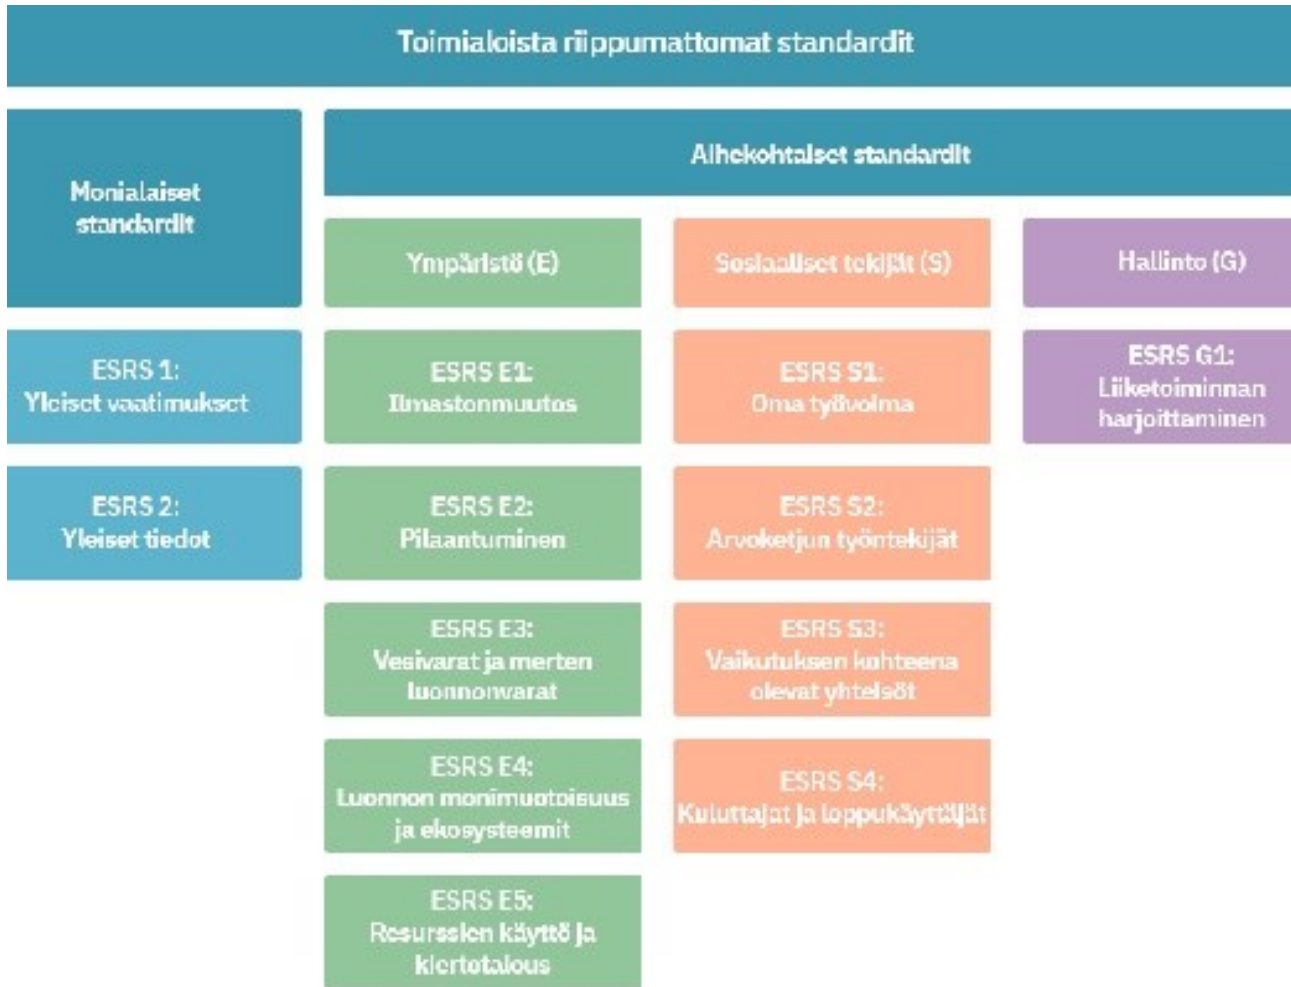 Toimialoista riippumattomat standardit
Monialaiset
standardit
Aihekohtaiset standardit
Ympäristö (E)
Sosiaaliset tekijät (S)
Hallinto (G)
ESRS 1:
Yleiset vaatimukset
ESRS E1:
Ilmastonmuutos
ESRS S1:
Oma työvoima
ESRS G1:
Liiketoiminnan
harjoittaminen
ESRS 2:
Yleiset tiedot
ESRS E2:
Pilaantuminen
ESRS S2:
Arvoketjun työntekijät
ESRS E3:
Vesivarat ja merten
luonnonvarat
ESRS S3:
Vaikutuksen kohteena
olevat yhteisöt
ESRS E4:
Luonnon monimuotoisuus
ja ekosysteemit
ESRS S4:
Kuluttajat ja loppukäyttäjät
ESRS E5:
Resurssien käyttö ja
kiertotalous